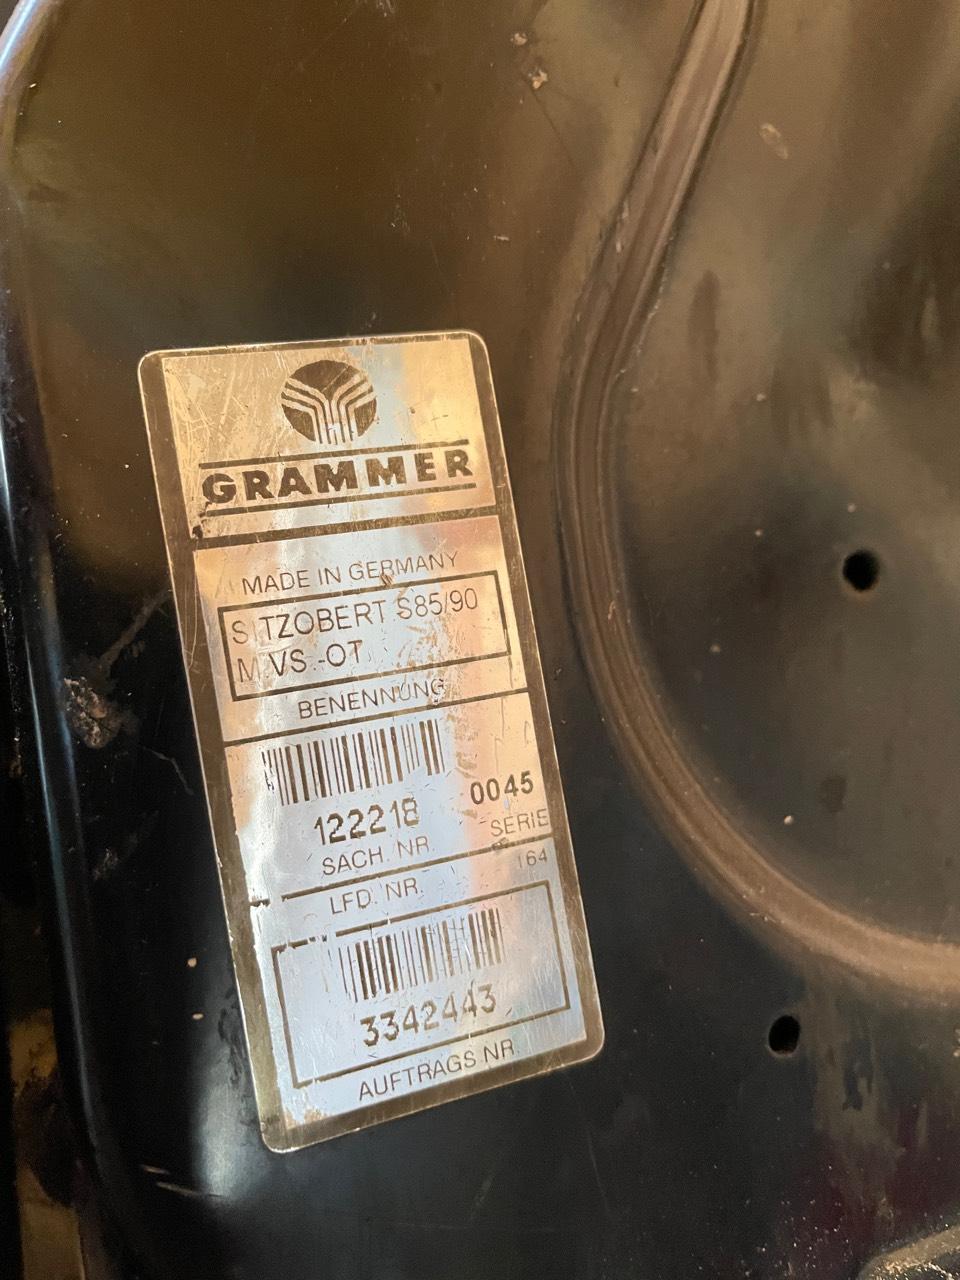 GRAMMER
MADE IN GERMANY
SITZOBERT.S85/90
M.VS.-OT
BENENNUNG
122218
0045
SACH. NR.
SERIE
LFD. NR.
164
3342443
AUFTRAGS NR.